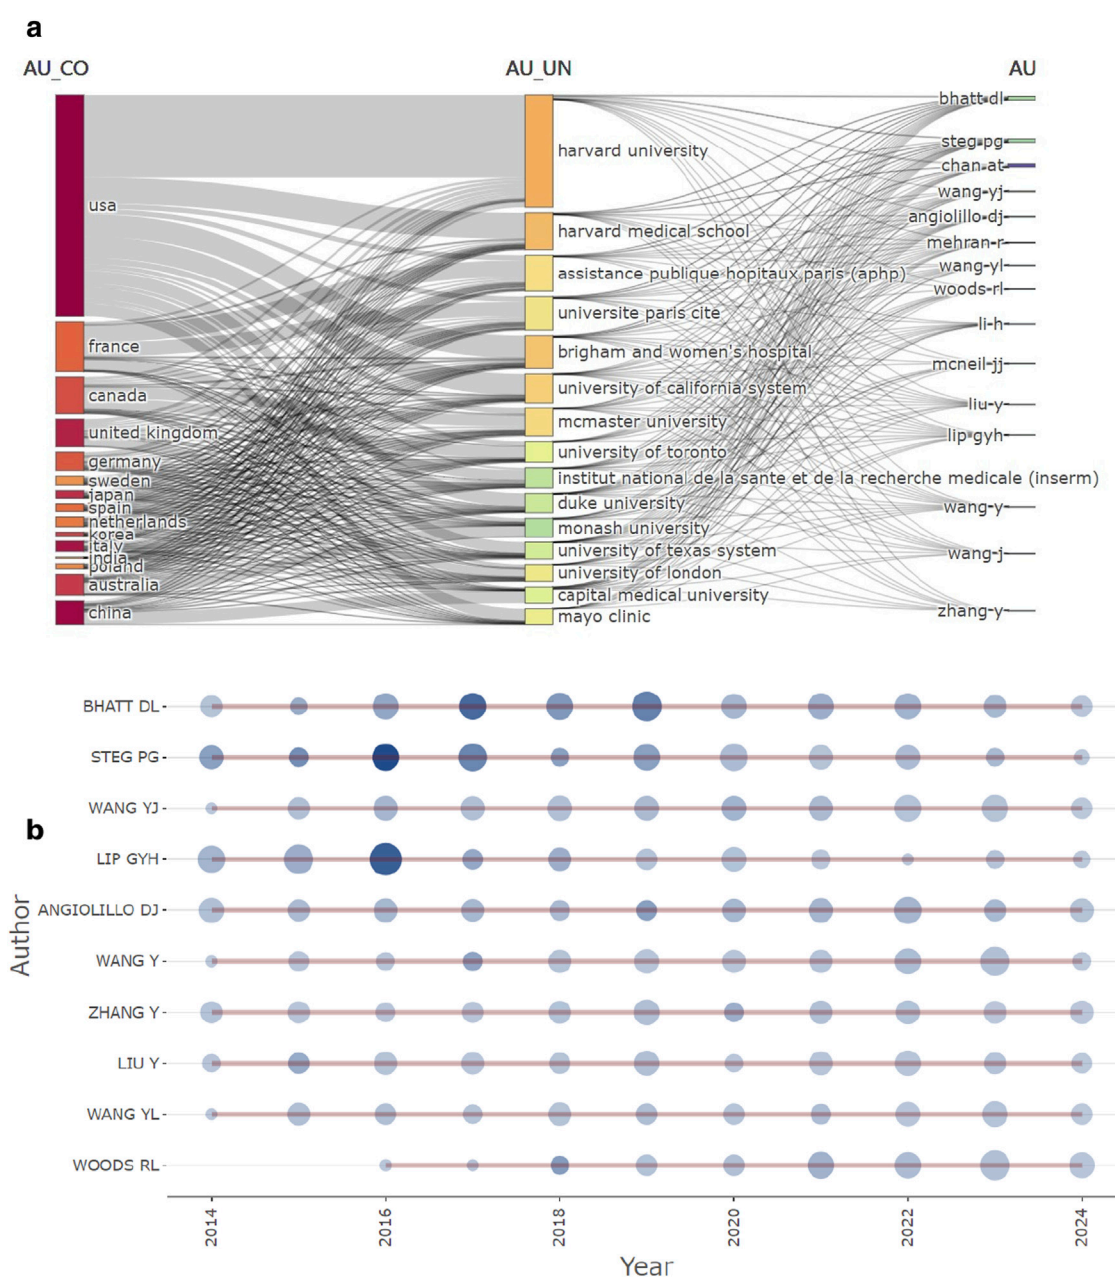 a
AU_CO
AU_UN
AU
usa
france
canada
united kingdom
germany
sweden
japan
spain
netherlands
korea
italy
india
poland
australia
china
harvard university
harvard medical school
assistance publique hopitaux paris (aphp)
universite paris cite
brigham and women's hospital
university of california system
mcmaster university
university of toronto
institut national de la sante et de la recherche medicale (inserm)
duke university
monash university
university of texas system
university of london
capital medical university
mayo clinic
bhatt-dl
steg-pg
chan-at
wang-yj
angiolillo-dj
mehran-r
wang-yl
woods-rl
li-h
mcneil-jj
liu-y
lip-gyh
wang-y
wang-j
zhang-y
b
Author
BHATT DL
STEG PG
WANG YJ
LIP GYH
ANGIOLILLO DJ
WANG Y
ZHANG Y
LIU Y
WANG YL
WOODS RL
2014
2016
2018
2020
2022
2024
Year